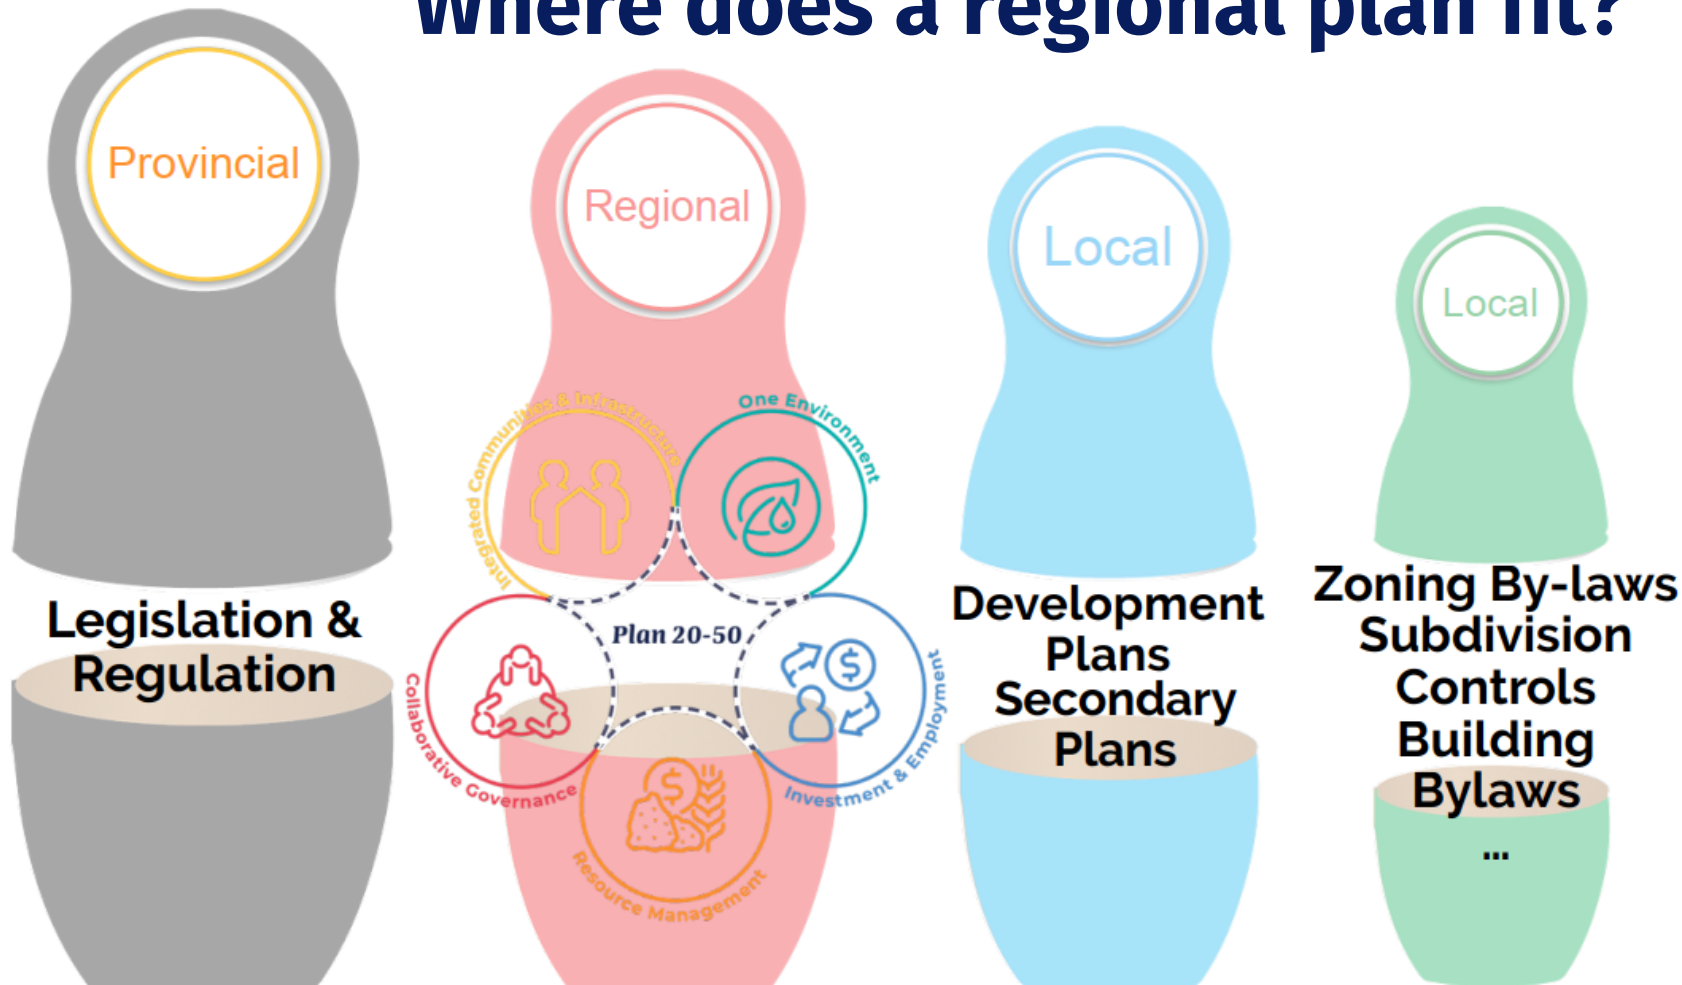 Where does a regional plan fit?
Provincial
Legislation &
Regulation
Regional
Integrated Communities & Infrastructure
One Environment
Plan 20-50
Collaborative Governance
Investment & Employment
Resource Management
Local
Development
Plans
Secondary
Plans
Local
Zoning By-laws
Subdivision
Controls
Building
Bylaws
...
$
$